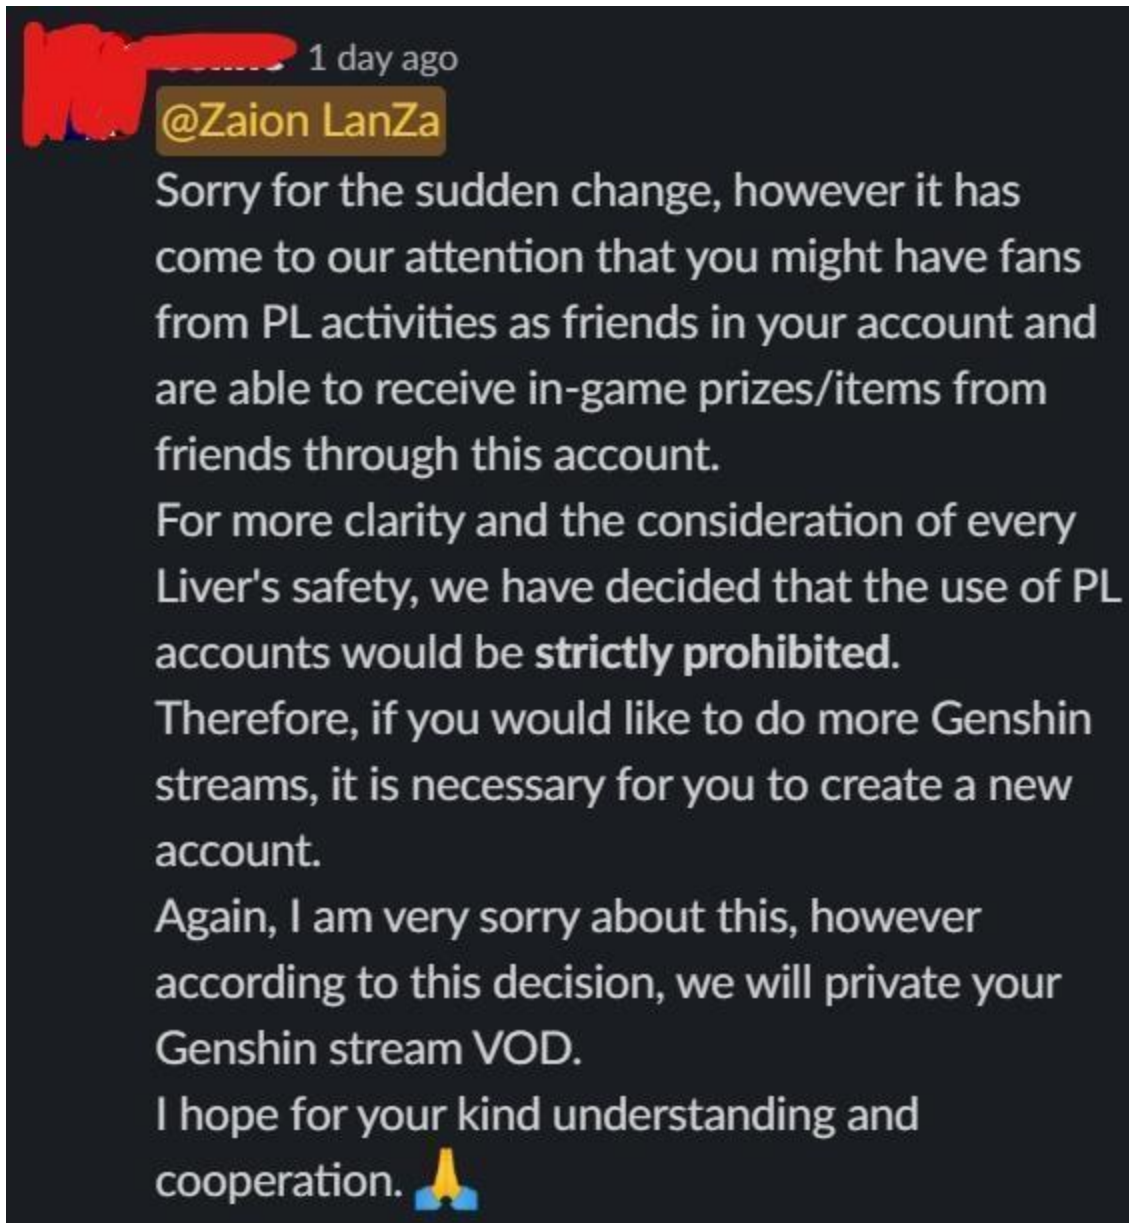 1 day ago
@Zaion LanZa
Sorry for the sudden change, however it has
come to our attention that you might have fans
from PL activities as friends in your account and
are able to receive in-game prizes/items from
friends through this account.
For more clarity and the consideration of every
Liver's safety, we have decided that the use of PL
accounts would be strictly prohibited.
Therefore, if you would like to do more Genshin
streams, it is necessary for you to create a new
account.
Again, I am very sorry about this, however
according to this decision, we will private your
Genshin stream VOD.
I hope for your kind understanding and
cooperation. 🙏